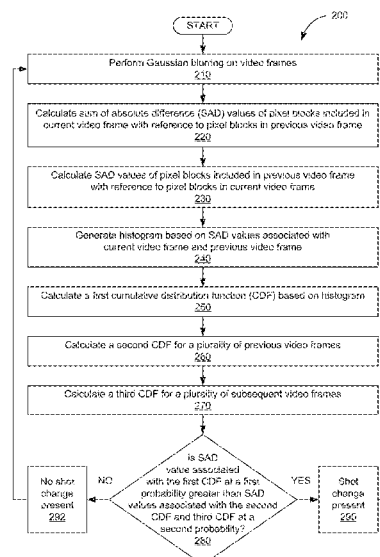 START
200
Perform Gaussian blurring on video frames
210
Calculate sum of absolute difference (SAD) values of pixel blocks included in
current video frame with reference to pixel blocks in previous video frame
220
Calculate SAD values of pixel blocks included in previous video frame
with reference to pixel blocks in current video frame
230
Generate histogram based on SAD values associated with
current video frame and previous video frame
240
Calculate a first cumulative distribution function (CDF) based on histogram
250
Calculate a second CDF for a plurality of previous video frames
260
Calculate a third CDF for a plurality of subsequent video frames
270
Is SAD
value associated
with the first CDF at a first
probability greater than SAD
values associated with the second
CDF and third CDF at a
second probability?
280
NO
YES
No shot
change
present
292
Shot
change
present
290